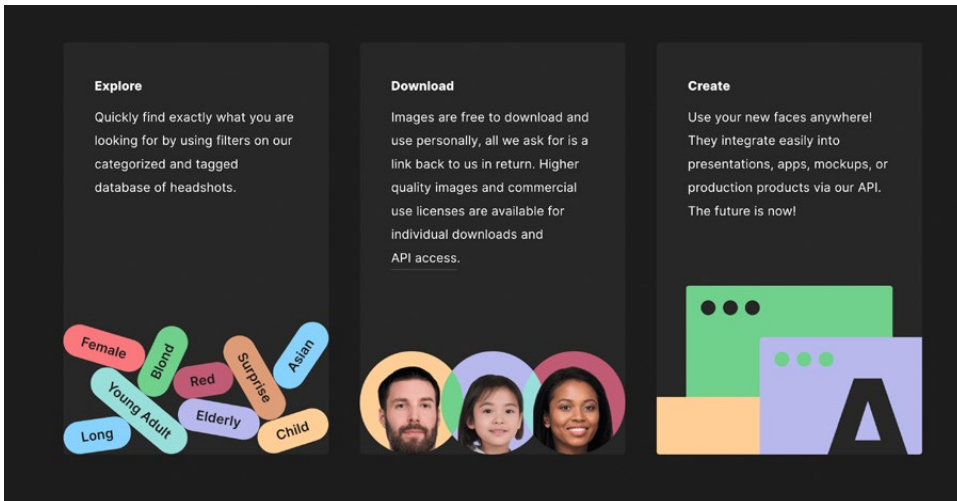 Explore
Quickly find exactly what you are
looking for by using filters on our
categorized and tagged
database of headshots.
Female
Blond
Red
Surprise
Asian
Young Adult
Elderly
Long
Child
Download
Images are free to download and
use personally, all we ask for is a
link back to us in return. Higher
quality images and commercial
use licenses are available for
individual downloads and
API access.
Create
Use your new faces anywhere!
They integrate easily into
presentations, apps, mockups, or
production products via our API.
The future is now!
A